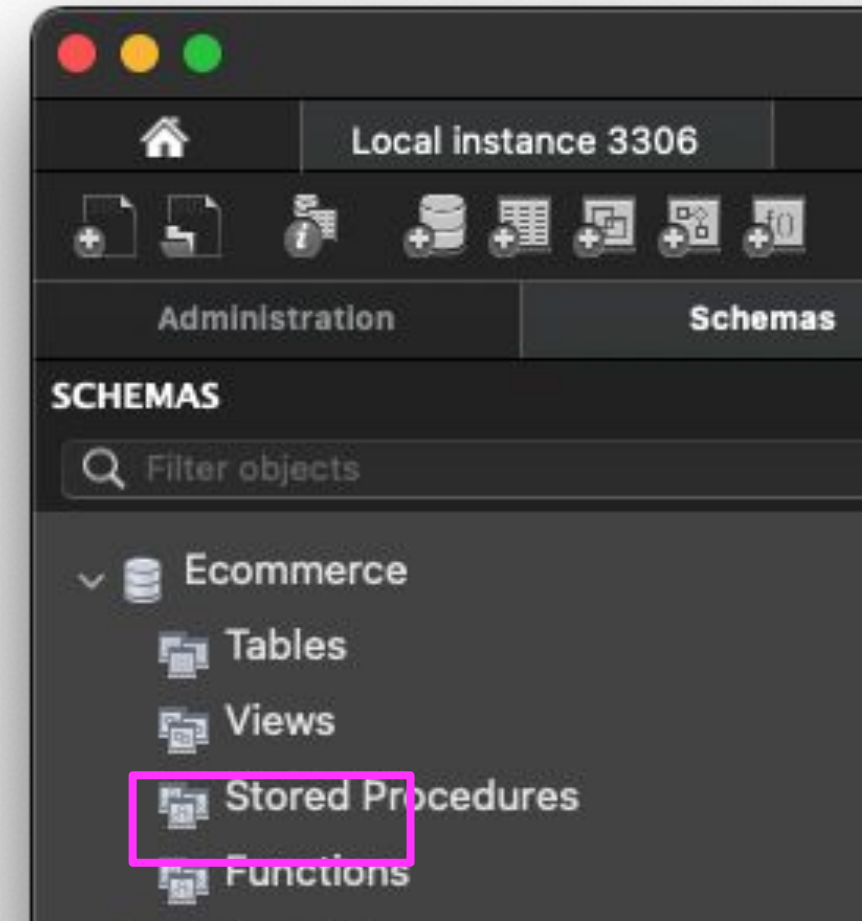 Local instance 3306
i
f()
Administration
Schemas
SCHEMAS
Filter objects
Ecommerce
Tables
Views
Stored Procedures
Functions